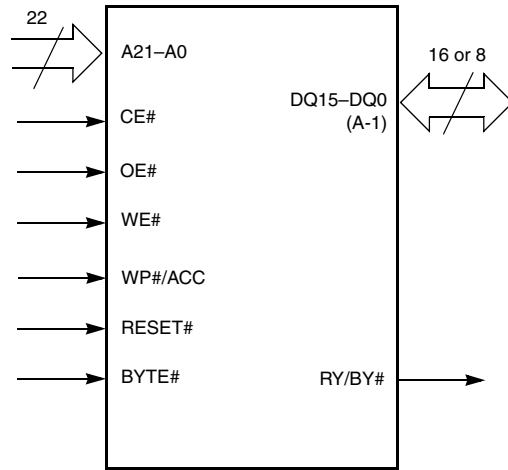 22
A21–A0
16 or 8
CE#
DQ15–DQ0
(A-1)
OE#
WE#
WP#/ACC
RESET#
BYTE#
RY/BY#